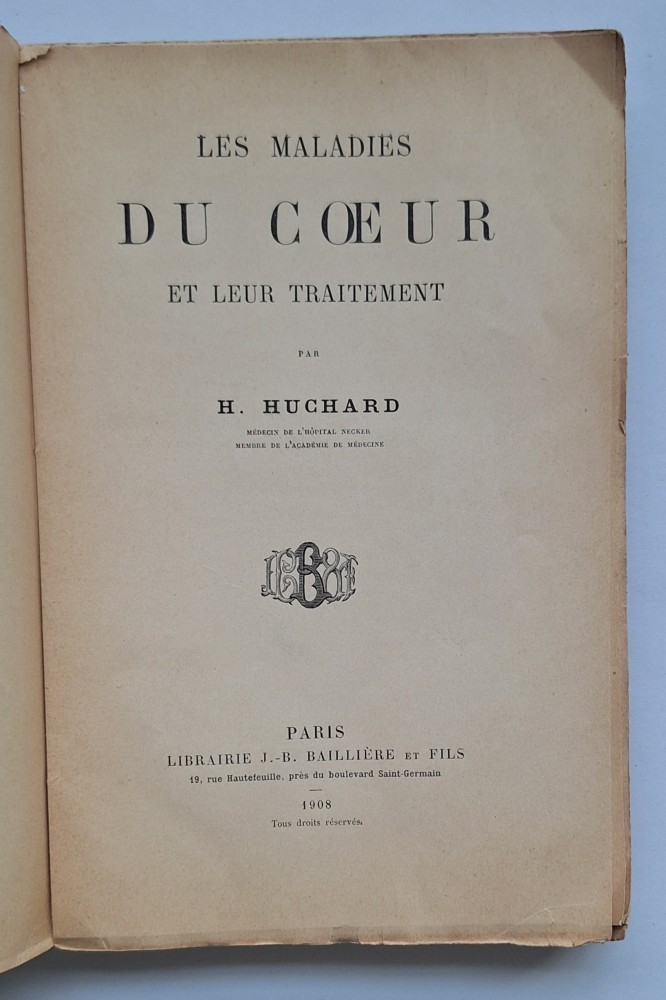 LES MALADIES
DU CŒUR
ET LEUR TRAITEMENT
PAR
H. HUCHARD
MÉDECIN DE L'HÔPITAL NECKER
MEMBRE DE L'ACADÉMIE DE MÉDECINE
PARIS
LIBRAIRIE J.-B. BAILLIÈRE ET FILS
19, rue Hautefeuille, près du boulevard Saint-Germain
1908
Tous droits réservés.